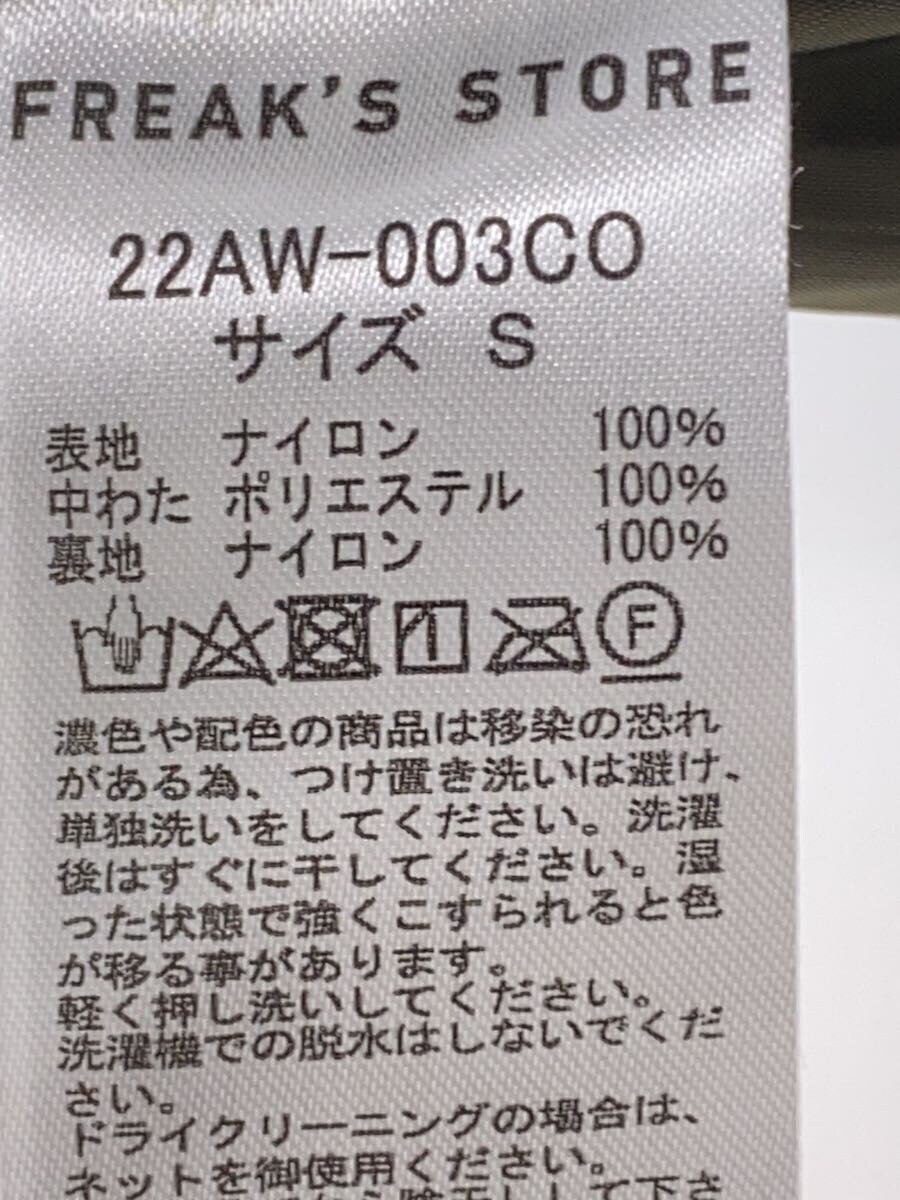 FREAK'S STORE
22AW-003CO
サイズ S
表地 ナイロン 100%
中わた ポリエステル 100%
裏地 ナイロン 100%
F
濃色や配色の商品は移染の恐れ
がある為、つけ置き洗いは避け、
単独洗いをしてください。洗濯
後はすぐに干してください。湿
った状態で強くこすられると色
が移る事があります。
軽く押し洗いしてください。
洗濯機での脱水はしないでくだ
さい。
ドライクリーニングの場合は、
ネットを御使用ください。
して下さ